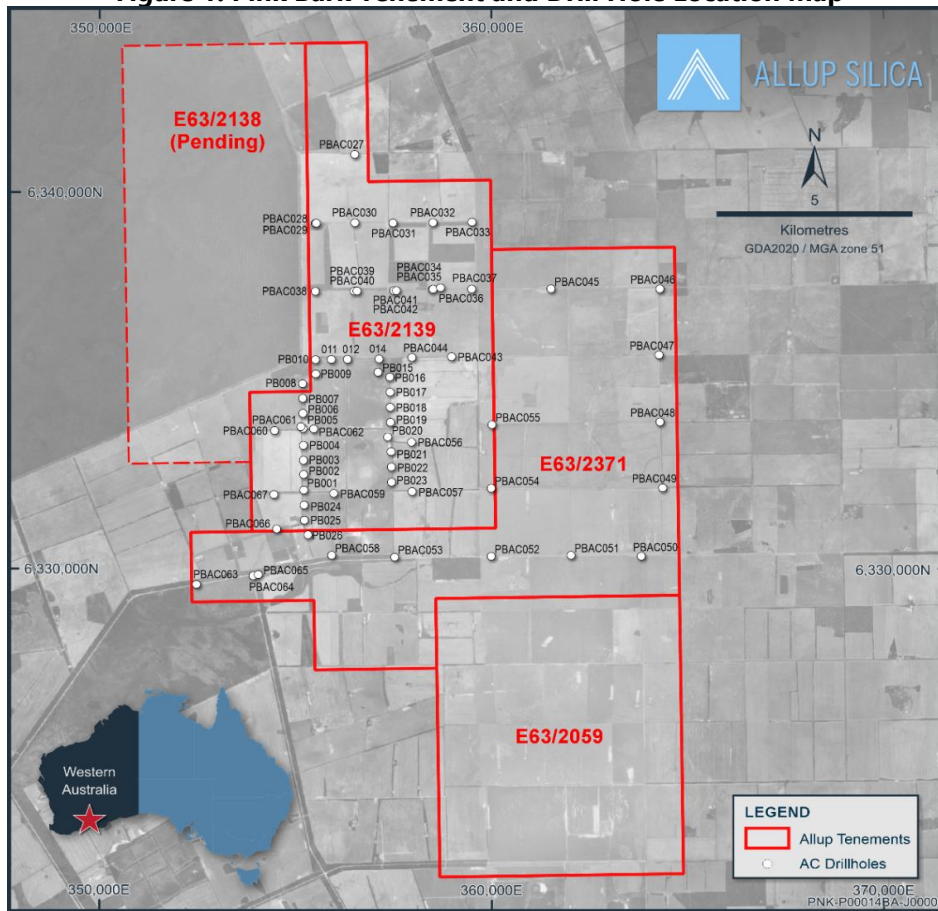 Figure 1: Pink Lark Tenement and Drill Hole Location Map
350,000E
360,000E
ALLUP SILICA
E63/2138
(Pending)
N
PBAC027
6,340,000N
5
Kilometres
GDA2020 / MGA zone 51
PBAC028
PBAC029
PBAC030
PBAC031
PBAC032
PBAC033
PBAC034
PBAC035
PBAC036
PBAC037
PBAC038
PBAC039
PBAC040
PBAC041
PBAC042
PBAC045
PBAC046
E63/2139
PB010
011
012
014
PBAC044
PBAC043
PBAC047
PB009
PB015
PB008
PB016
PB007
PB017
PB006
PB018
PBAC061
PB005
PB019
PBAC055
PBAC048
PBAC060
PBAC062
PB020
PBAC056
PB004
PB021
PB003
PB022
E63/2371
PB002
PB023
PB001
PBAC067
PBAC059
PBAC057
PBAC054
PBAC049
PB024
PB025
PBAC066
PB026
PBAC058
PBAC053
PBAC052
PBAC051
PBAC050
6,330,000N
6,330,000N
PBAC063
PBAC065
PBAC064
E63/2059
Western
Australia
LEGEND
Allup Tenements
AC Drillholes
350,000E
360,000E
370,000E
PNK-P00014BA-J0000